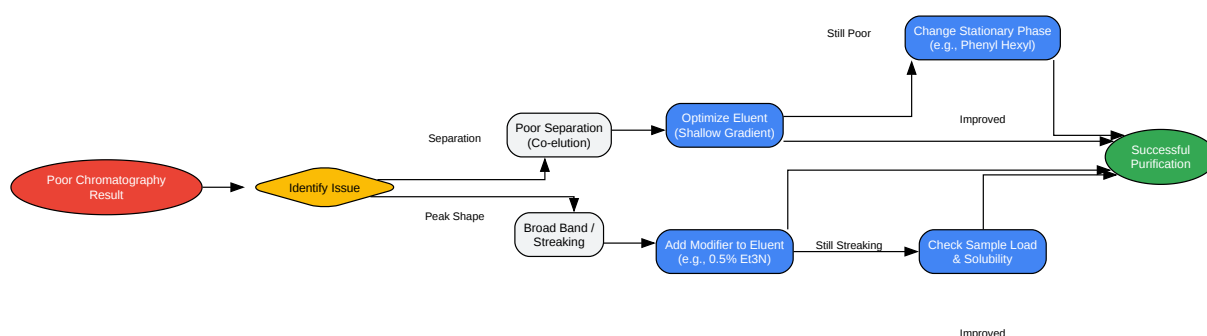 Still Poor
Change Stationary Phase
(e.g., Phenyl Hexyl)
Separation
Poor Separation
(Co-elution)
Optimize Eluent
(Shallow Gradient)
Improved
Successful
Purification
Poor Chromatography
Result
Identify Issue
Peak Shape
Broad Band /
Streaking
Add Modifier to Eluent
(e.g., 0.5% Et3N)
Still Streaking
Check Sample Load
& Solubility
Improved